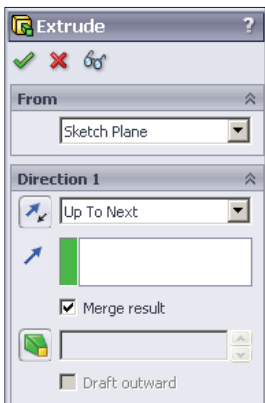 Extrude ?
From
Sketch Plane
Direction 1
Up To Next
Merge result
Draft outward